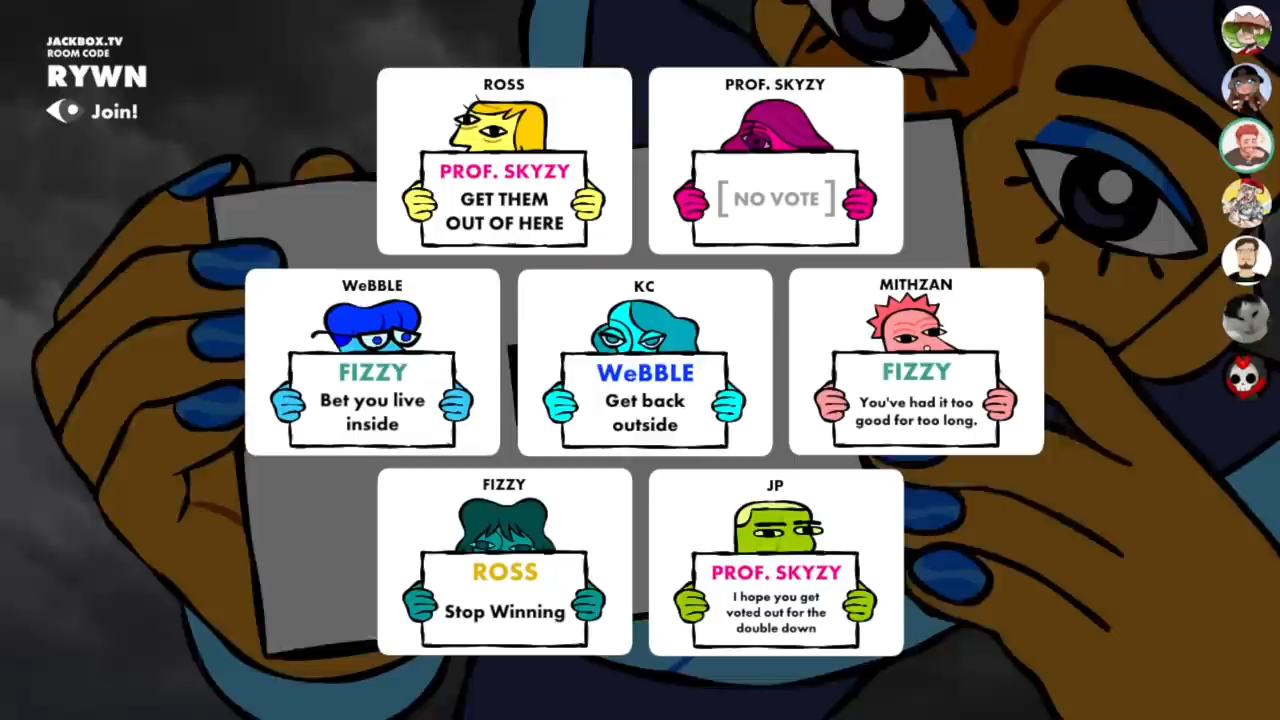 JACKBOX.TV
ROOM CODE
RYWN
Join!
ROSS
PROF. SKYZY
GET THEM
OUT OF HERE
PROF. SKYZY
[NO VOTE]
WeBBLE
FIZZY
Bet you live
inside
KC
WeBBLE
Get back
outside
MITHZAN
FIZZY
You've had it too
good for too long.
FIZZY
ROSS
Stop Winning
JP
PROF. SKYZY
I hope you get
voted out for the
double down